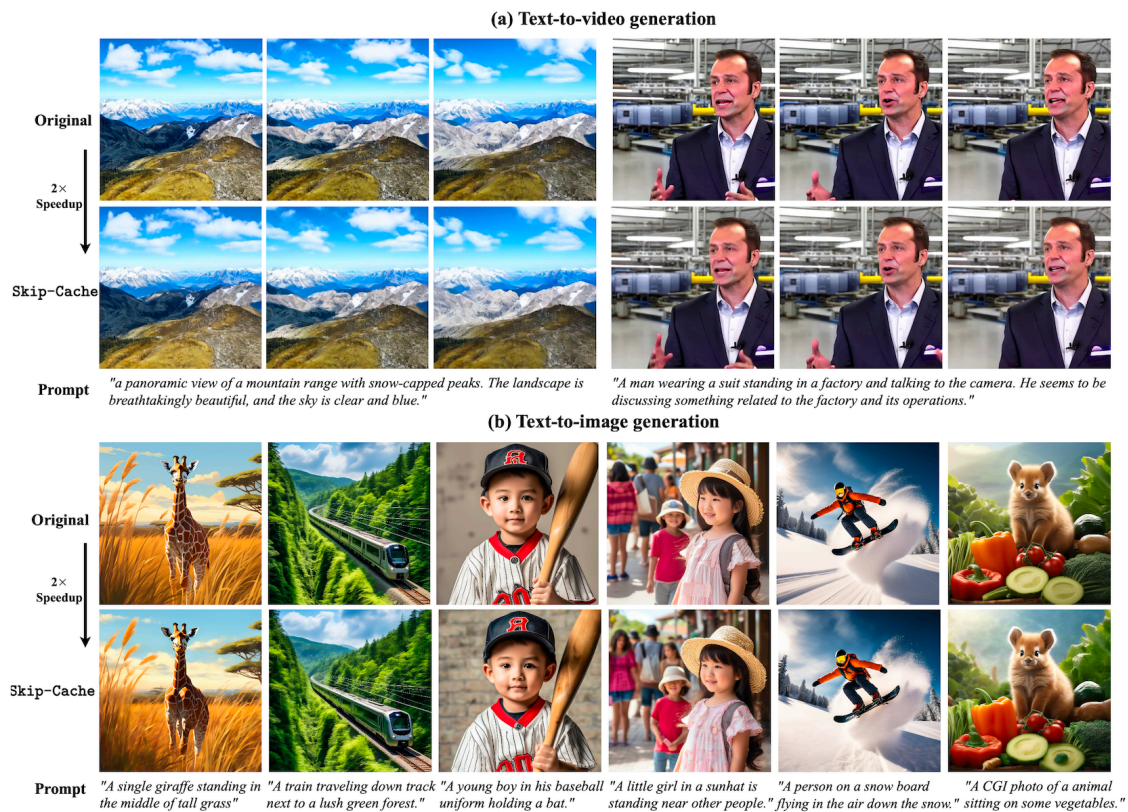 (a) Text-to-video generation
Original
2×
Speedup
Skip-Cache
Prompt
"a panoramic view of a mountain range with snow-capped peaks. The landscape is
breathtakingly beautiful, and the sky is clear and blue."
"A man wearing a suit standing in a factory and talking to the camera. He seems to be
discussing something related to the factory and its operations."
(b) Text-to-image generation
Original
2×
Speedup
Skip-Cache
Prompt
"A single giraffe standing in
the middle of tall grass"
"A train traveling down track
next to a lush green forest."
"A young boy in his baseball
uniform holding a bat."
"A little girl in a sunhat is
standing near other people."
"A person on a snow board
flying in the air down the snow."
"A CGI photo of a animal
sitting on some vegetables."